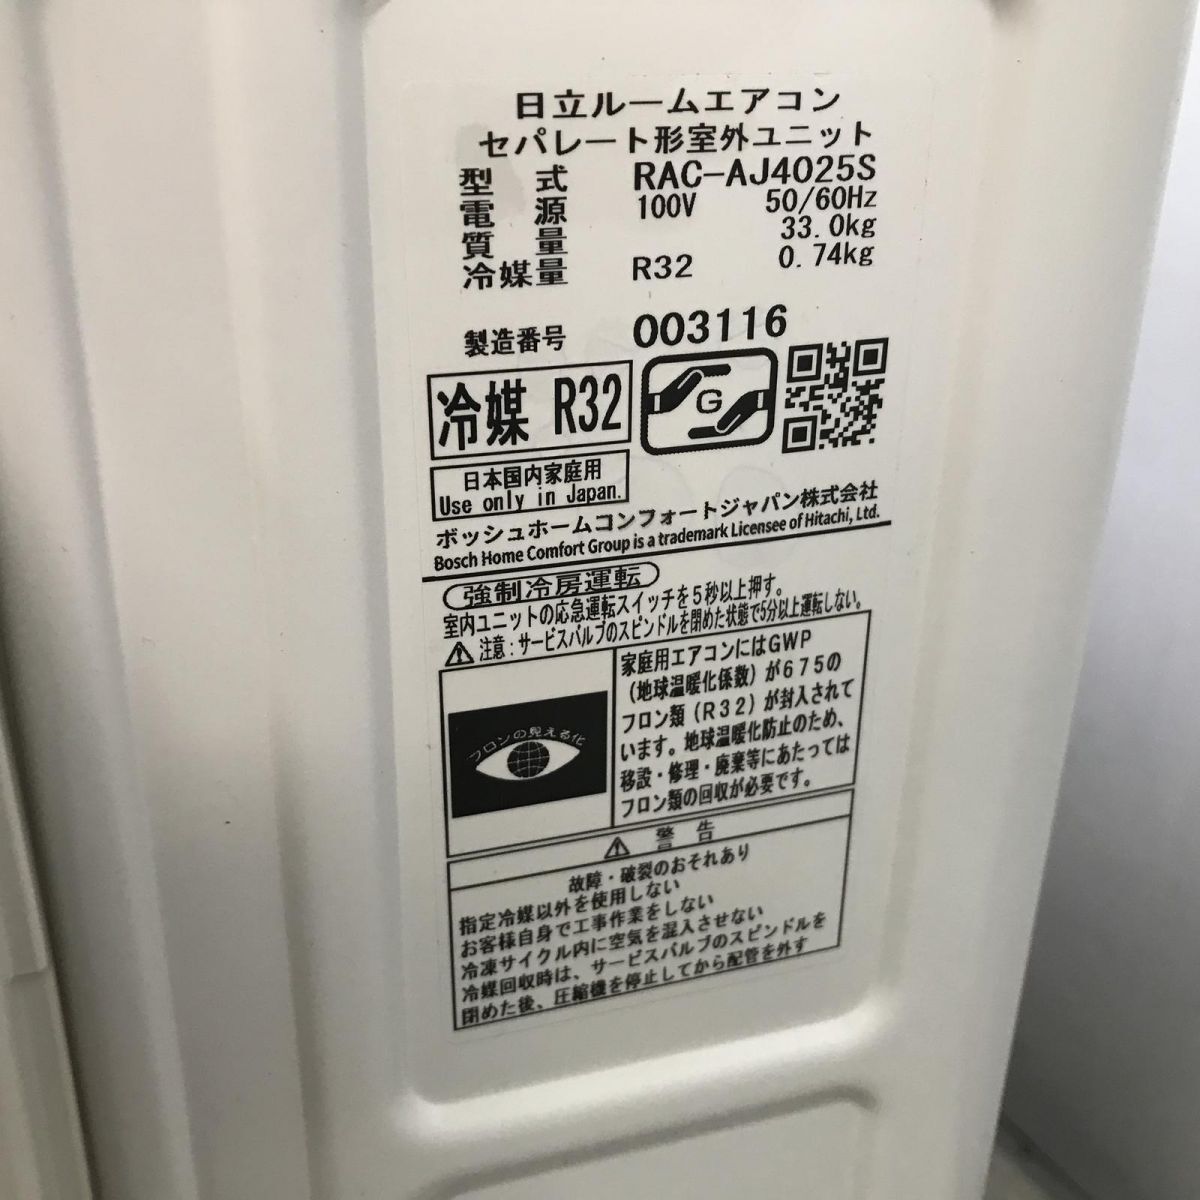 日立ルームエアコン
セパレート形室外ユニット
型 式 RAC-AJ4025S
電 源 100V 50/60Hz
質 量 33.0kg
冷媒量 R32 0.74kg
製造番号 003116
冷媒 R32
G
日本国内家庭用
Use only in Japan.
ボッシュホームコンフォートジャパン株式会社
Bosch Home Comfort Group is a trademark Licensee of Hitachi, Ltd.
強制冷房運転
室内ユニットの応急運転スイッチを5秒以上押す。
⚠注意：サービスバルブのスピンドルを閉めた状態で5分以上運転しない。
フロンの見える化
家庭用エアコンにはGWP
（地球温暖化係数）が675の
フロン類（R32）が封入されて
います。地球温暖化防止のため、
移設・修理・廃棄等にあたっては
フロン類の回収が必要です。
⚠ 警 告
故障・破裂のおそれあり
指定冷媒以外を使用しない
お客様自身で工事作業をしない
冷凍サイクル内に空気を混入させない
冷媒回収時は、サービスバルブのスピンドルを
閉めた後、圧縮機を停止してから配管を外す